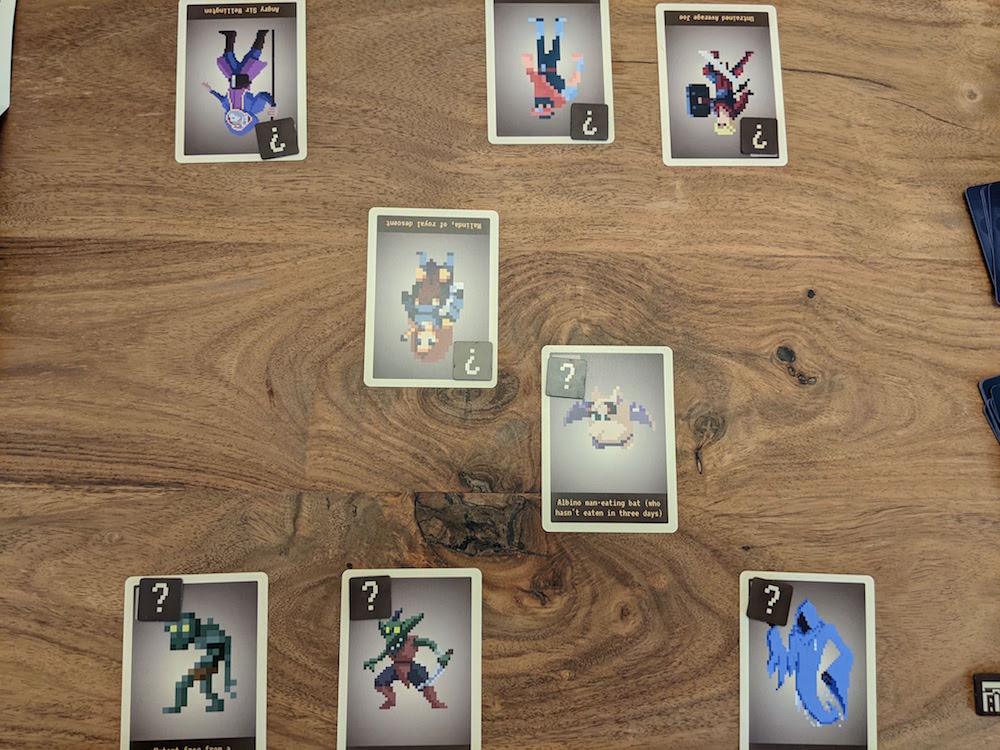 Angry Sir Wellington
Untrained Average Joe
?
?
?
Malinda, of royal descent
?
?
Albino man-eating bat (who
hasn't eaten in three days)
?
?
?